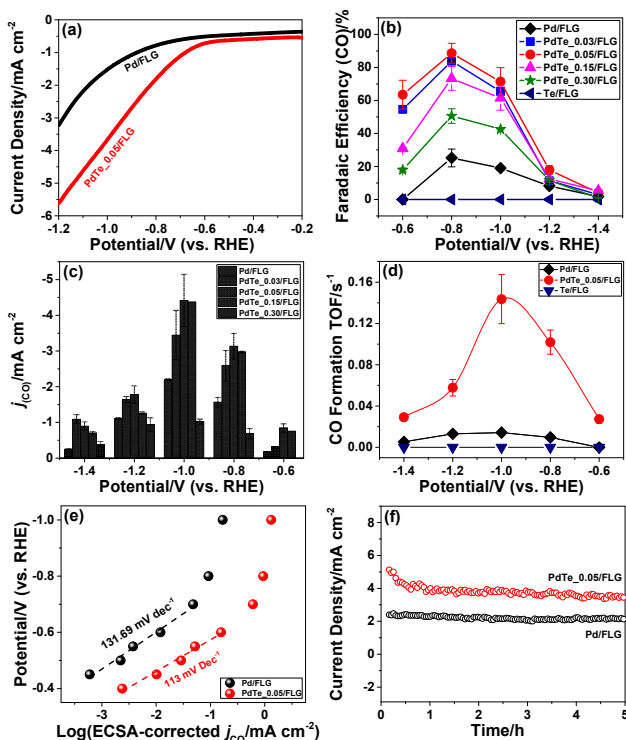 (a)
Current Density/mA cm-2
0
-1
-2
-3
-4
-5
-6
Pd/FLG
PdTe_0.05/FLG
-1.2 -1.0 -0.8 -0.6 -0.4 -0.2
Potential/V (vs. RHE)
(b)
Faradaic Efficiency (CO)/%
100
80
60
40
20
0
Pd/FLG
PdTe_0.03/FLG
PdTe_0.05/FLG
PdTe_0.15/FLG
PdTe_0.30/FLG
Te/FLG
-0.6 -0.8 -1.0 -1.2 -1.4
Potential/V (vs. RHE)
(c)
j(CO)/mA cm-2
-5
-4
-3
-2
-1
0
Pd/FLG
PdTe_0.03/FLG
PdTe_0.05/FLG
PdTe_0.15/FLG
PdTe_0.30/FLG
-1.4 -1.2 -1.0 -0.8 -0.6
Potential/V (vs. RHE)
(d)
CO Formation TOF/s-1
0.16
0.12
0.08
0.04
0.00
Pd/FLG
PdTe_0.05/FLG
Te/FLG
-1.4 -1.2 -1.0 -0.8 -0.6
Potential/V (vs. RHE)
(e)
Potential/V (vs. RHE)
-1.0
-0.8
-0.6
-0.4
131.69 mV dec-1
113 mV Dec-1
Pd/FLG
PdTe_0.05/FLG
-3 -2 -1 0 1
Log(ECSA-corrected jCO/mA cm-2)
(f)
Current Density/mA cm-2
8
6
4
2
0
-2
PdTe_0.05/FLG
Pd/FLG
0 1 2 3 4 5
Time/h